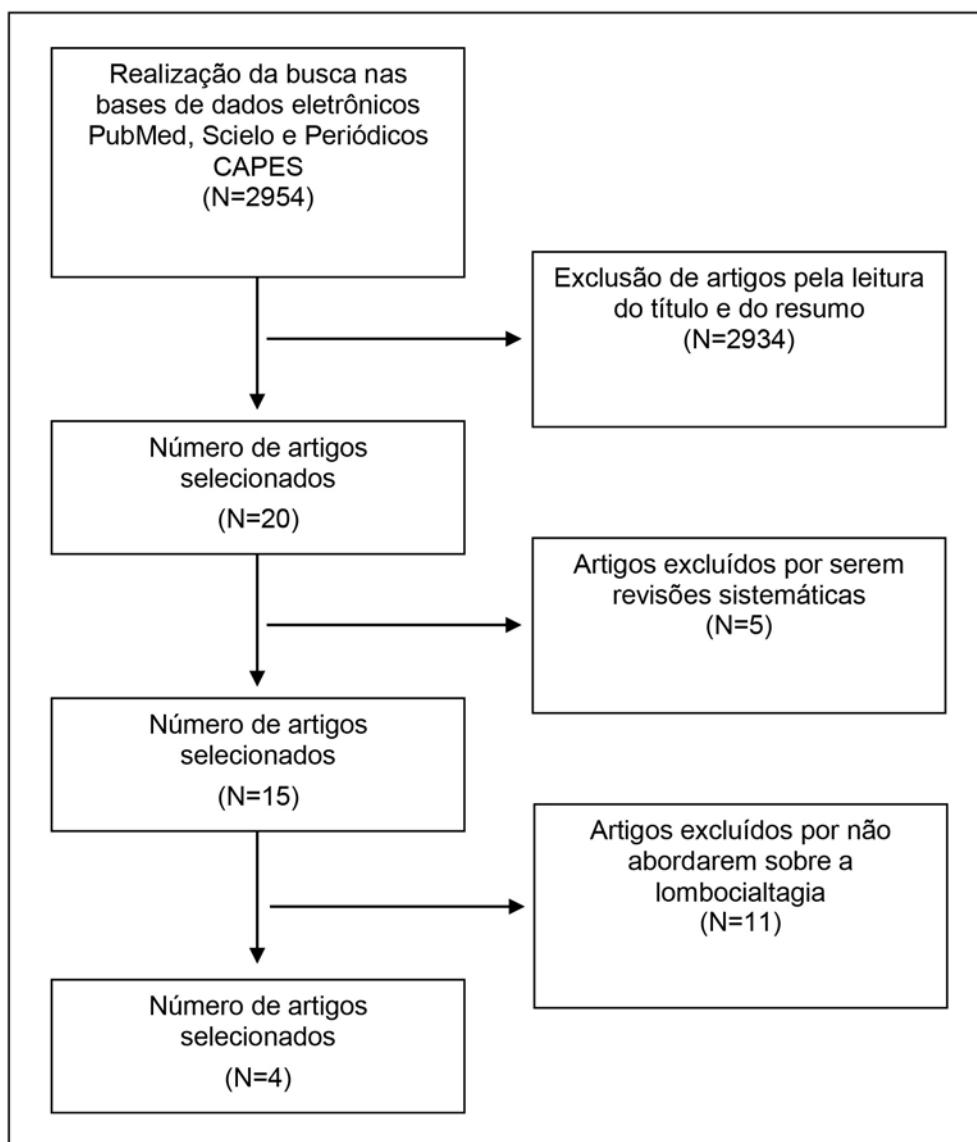 Realização da busca nas
bases de dados eletrônicos
PubMed, Scielo e Periódicos
CAPES
(N=2954)
Exclusão de artigos pela leitura
do título e do resumo
(N=2934)
Número de artigos
selecionados
(N=20)
Artigos excluídos por serem
revisões sistemáticas
(N=5)
Número de artigos
selecionados
(N=15)
Artigos excluídos por não
abordarem sobre a
lombocialtagia
(N=11)
Número de artigos
selecionados
(N=4)